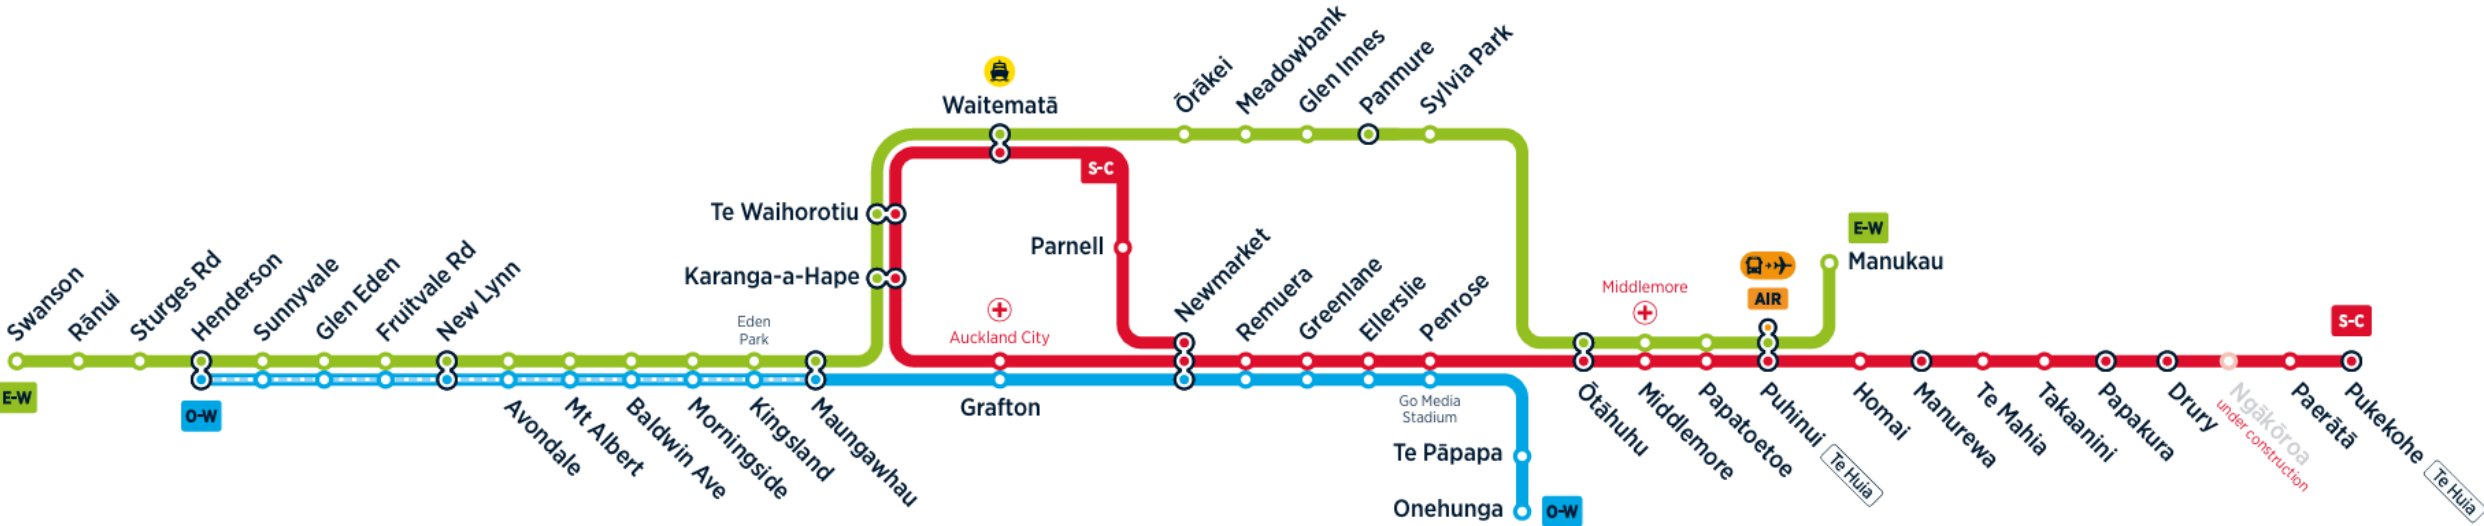 Swanson
Rānui
Sturges Rd
Henderson
Sunnyvale
Glen Eden
Fruitvale Rd
New Lynn
E-W
O-W
Avondale
Mt Albert
Baldwin Ave
Morningside
Kingsland
Eden
Park
Maungawhau
Karanga-a-Hape
Te Waihorotiu
Waitematā
S-C
Parnell
Auckland City
Grafton
Newmarket
Remuera
Greenlane
Ellerslie
Penrose
Go Media
Stadium
Te Pāpapa
Onehunga
O-W
Ōrākei
Meadowbank
Glen Innes
Panmure
Sylvia Park
Ōtāhuhu
Middlemore
Middlemore
Papatoetoe
AIR
Puhinui
Te Huia
E-W
Manukau
Homai
Manurewa
Te Mahia
Takaanini
Papakura
Drury
Ngākōroa
under construction
Paerātā
S-C
Pukekohe
Te Huia